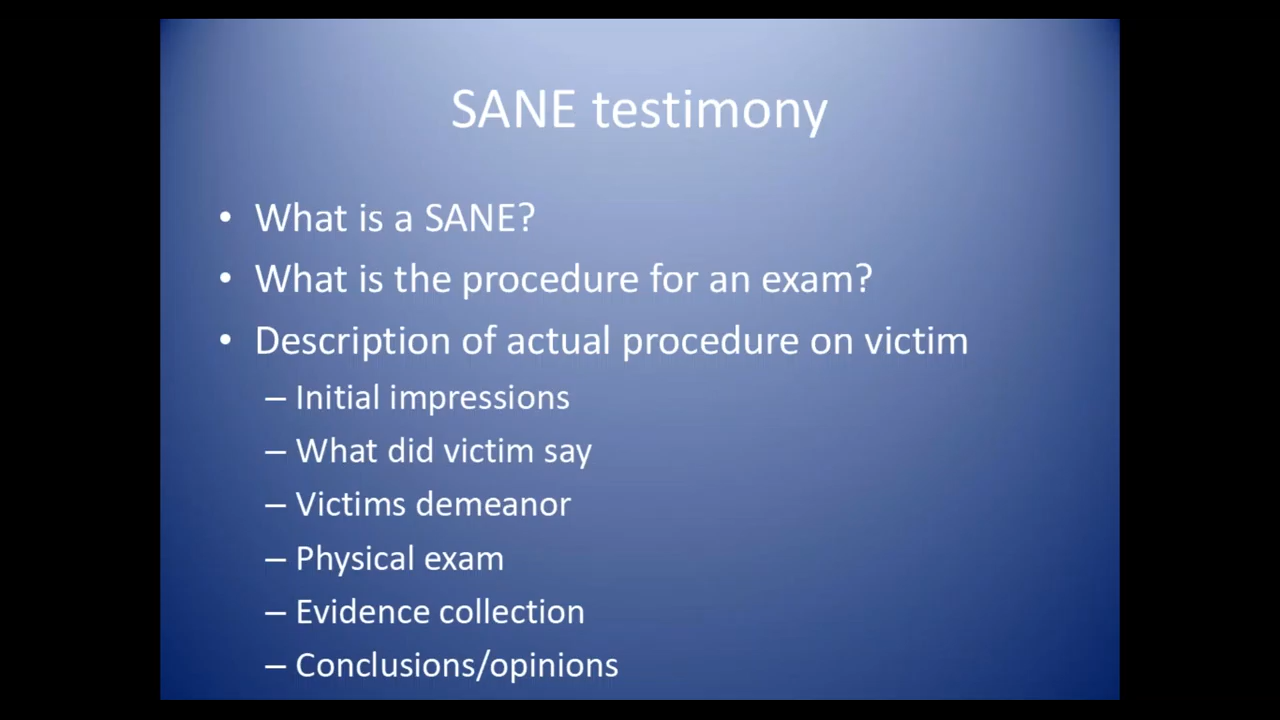 SANE testimony
• What is a SANE?
• What is the procedure for an exam?
• Description of actual procedure on victim
– Initial impressions
– What did victim say
– Victims demeanor
– Physical exam
– Evidence collection
– Conclusions/opinions